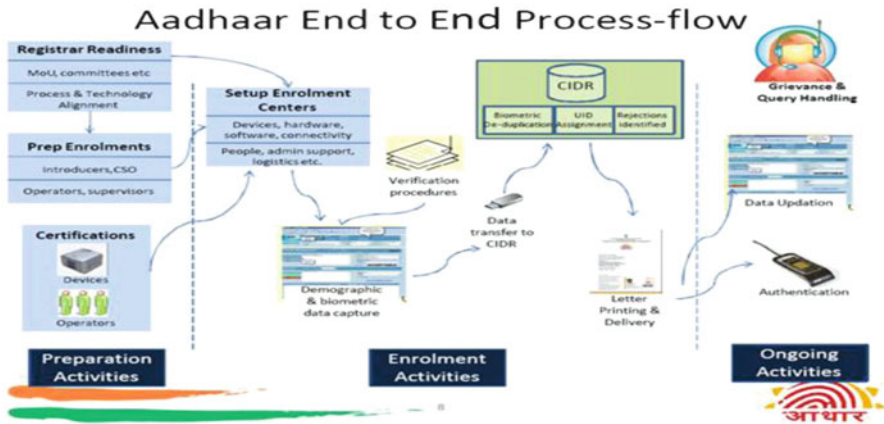 Aadhaar End to End Process-flow
Registrar Readiness
MoU, committees etc
Process & Technology
Alignment
Prep Enrolments
Introducers,CSO
Operators, supervisors
Certifications
Devices
Operators
Preparation
Activities
Setup Enrolment
Centers
Devices, hardware,
software, connectivity
People, admin support,
logistics etc.
Verification
procedures
Demographic
& biometric
data capture
Data
transfer to
CIDR
CIDR
Biometric
De-duplication
UID
Assignment
Rejections
Identified
Letter
Printing &
Delivery
Enrolment
Activities
Grievance &
Query Handling
Data Updation
Authentication
Ongoing
Activities
8
आधार